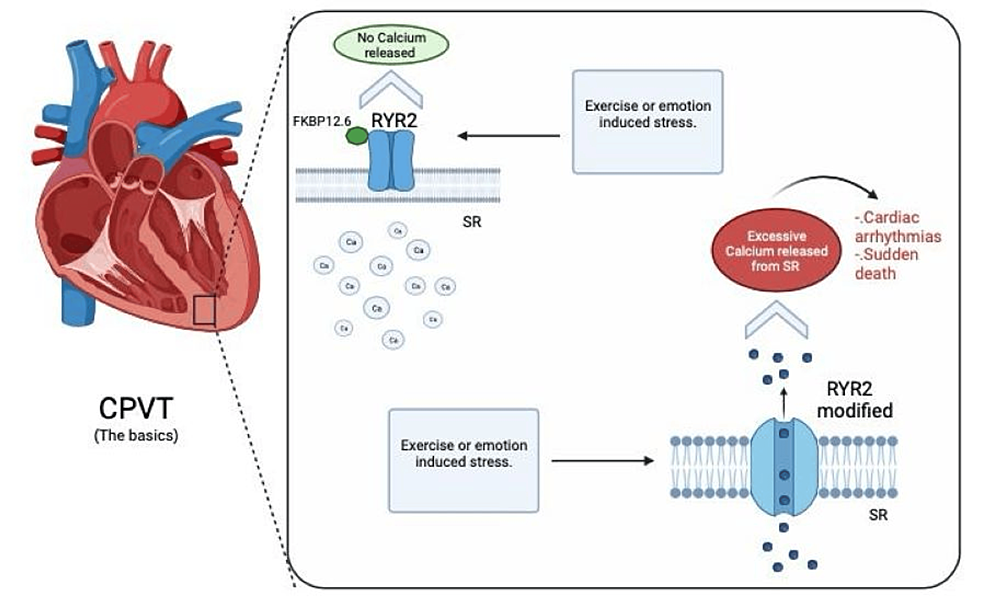 No Calcium
released
FKBP12.6
RYR2
Exercise or emotion
induced stress.
SR
Ca
Ca
Ca
Ca
Ca
Ca
Ca
Ca
Ca
Ca
Ca
Ca
Excessive
Calcium released
from SR
-.Cardiac
arrhythmias
-.Sudden
death
CPVT
(The basics)
Exercise or emotion
induced stress.
RYR2
modified
SR